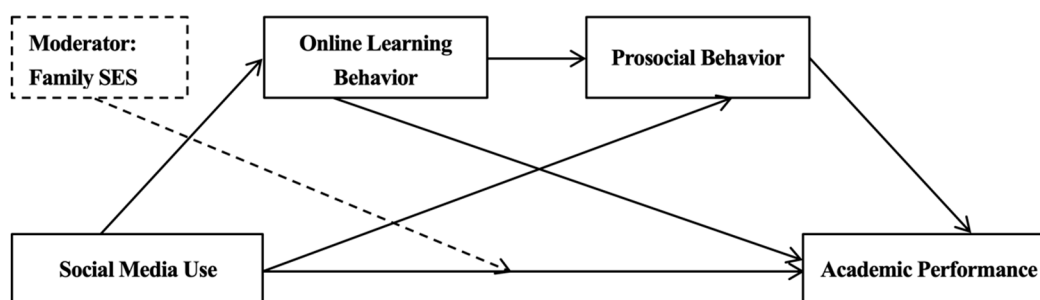 Moderator:
Family SES
Online Learning
Behavior
Prosocial Behavior
Social Media Use
Academic Performance